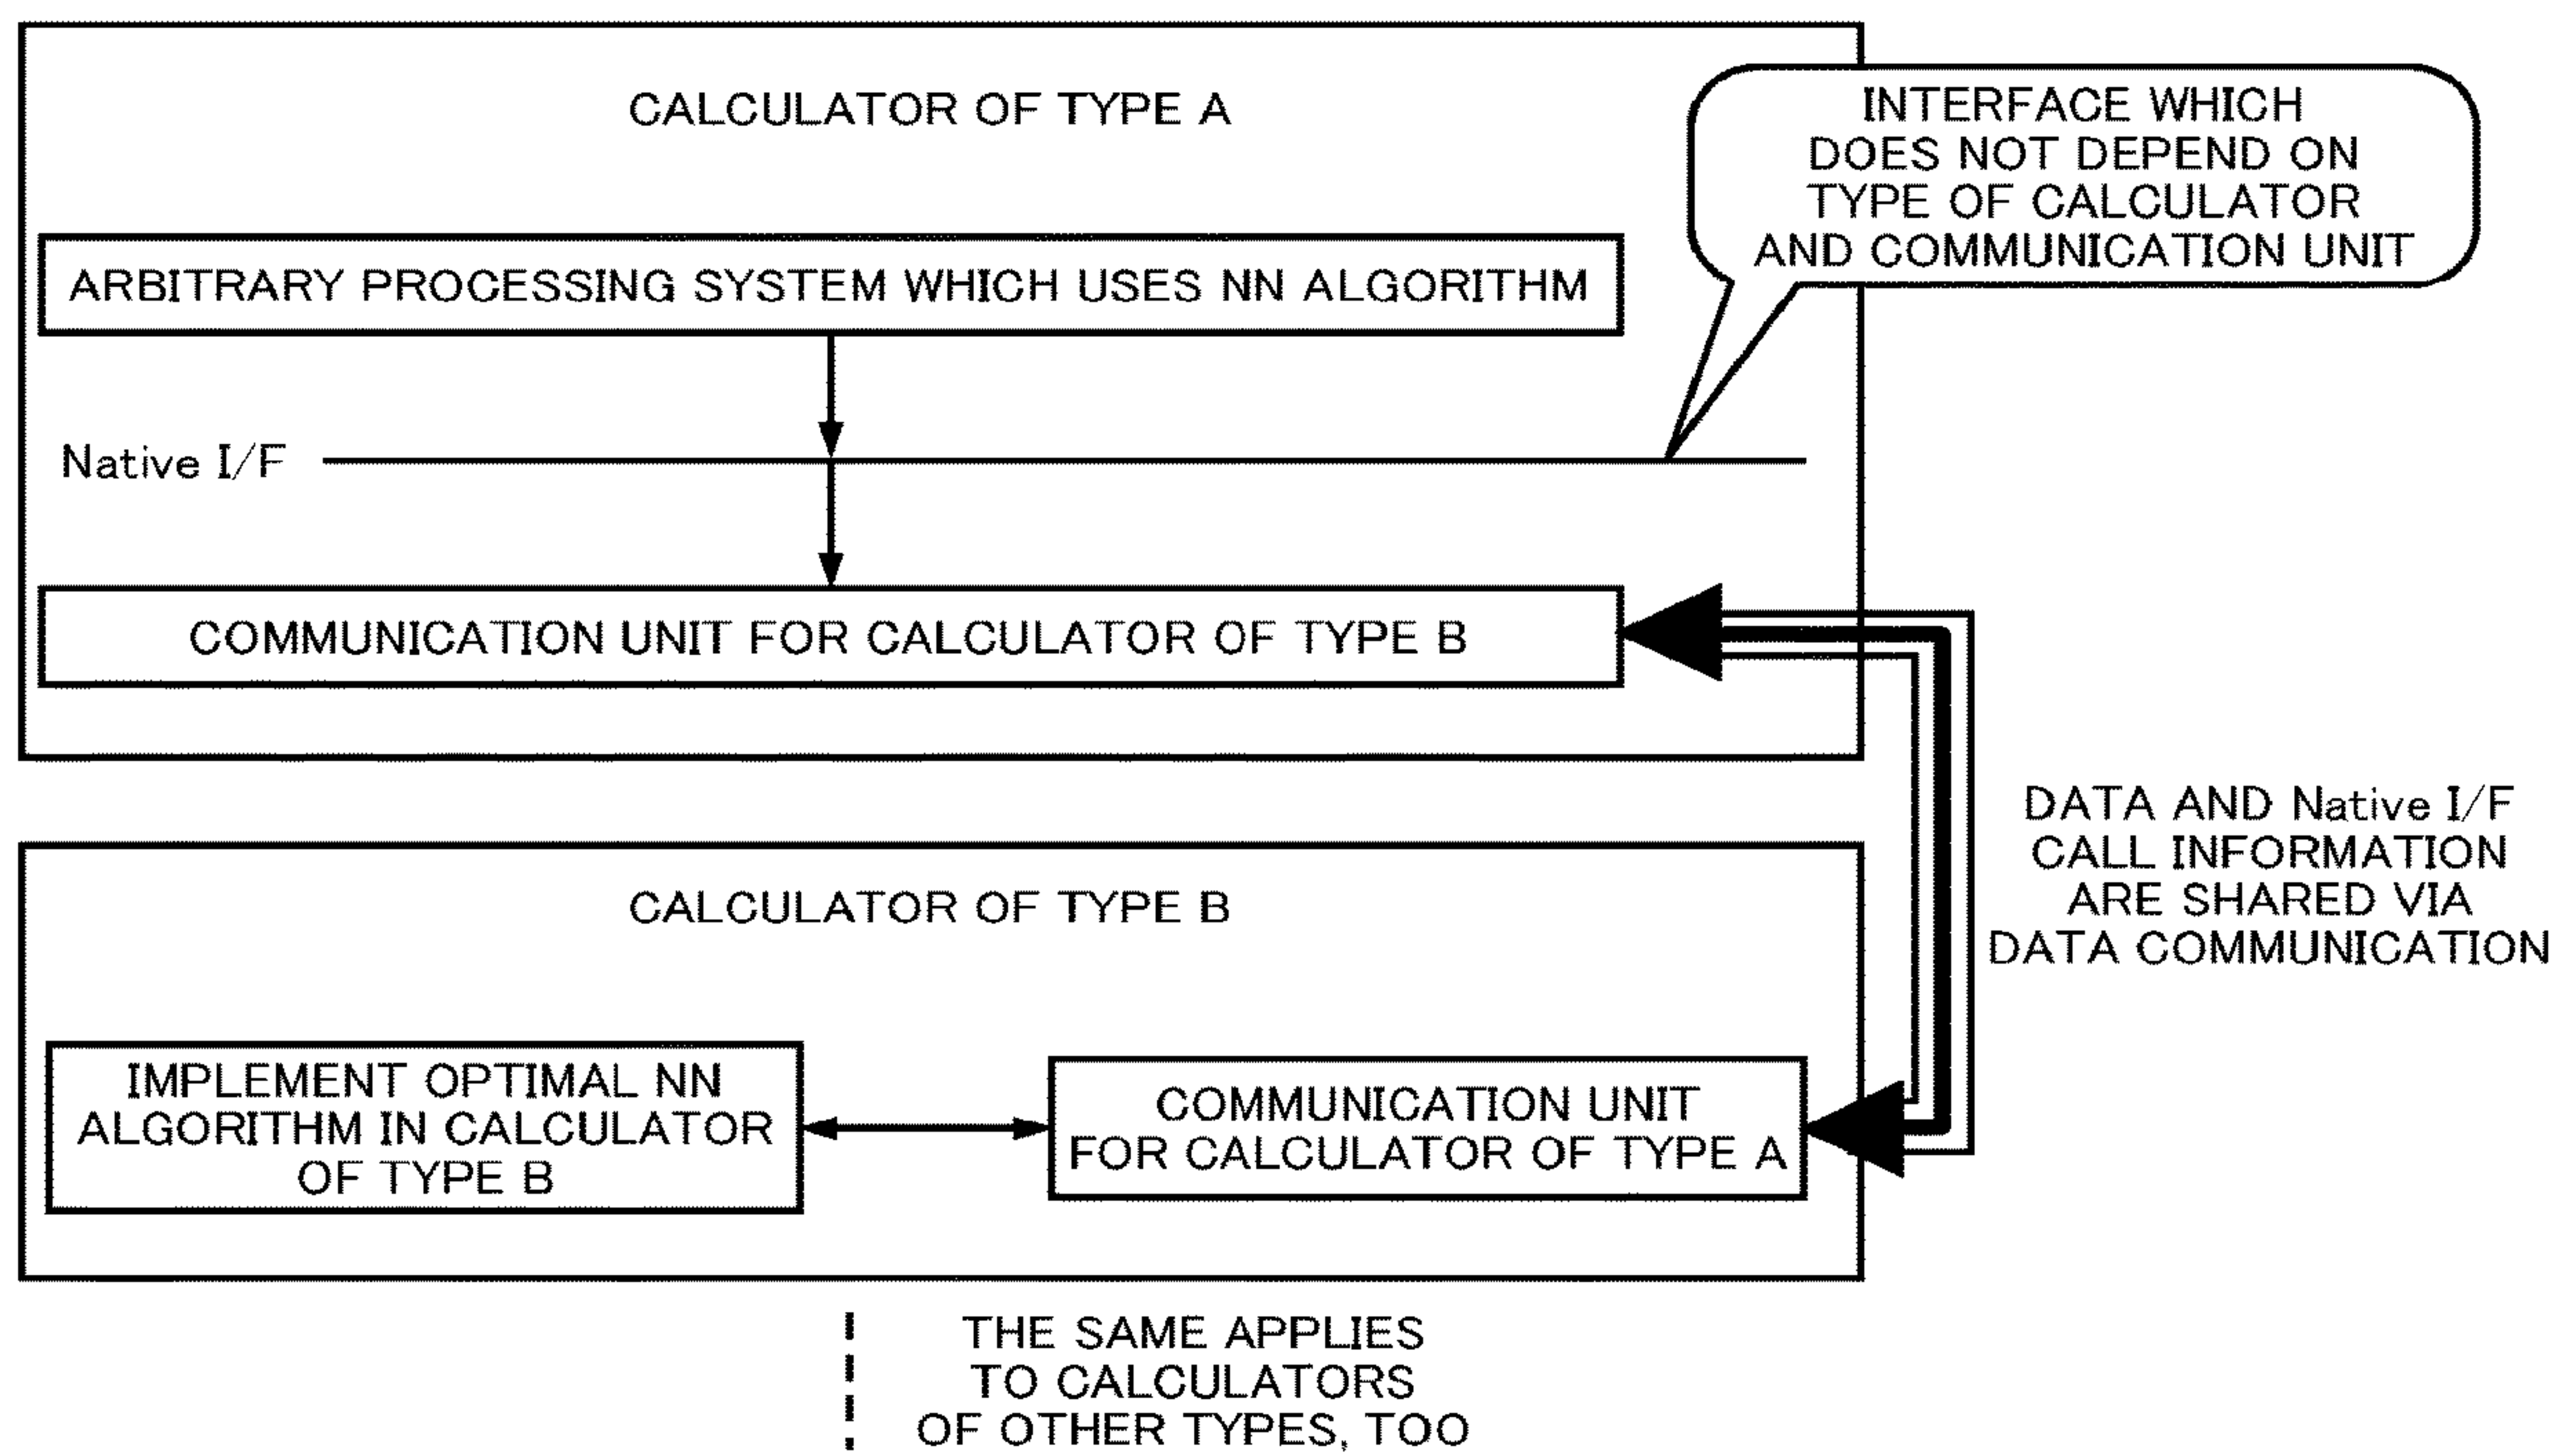 CALCULATOR OF TYPE A
INTERFACE WHICH
DOES NOT DEPEND ON
TYPE OF CALCULATOR
AND COMMUNICATION UNIT
ARBITRARY PROCESSING SYSTEM WHICH USES NN ALGORITHM
Native I/F
COMMUNICATION UNIT FOR CALCULATOR OF TYPE B
DATA AND Native I/F
CALL INFORMATION
ARE SHARED VIA
DATA COMMUNICATION
CALCULATOR OF TYPE B
IMPLEMENT OPTIMAL NN
ALGORITHM IN CALCULATOR
OF TYPE B
COMMUNICATION UNIT
FOR CALCULATOR OF TYPE A
THE SAME APPLIES
TO CALCULATORS
OF OTHER TYPES, TOO